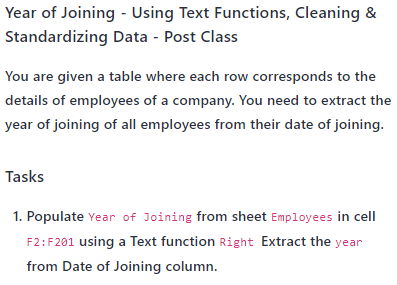 Year of Joining - Using Text Functions, Cleaning &
Standardizing Data - Post Class
You are given a table where each row corresponds to the
details of employees of a company. You need to extract the
year of joining of all employees from their date of joining.
Tasks
1. Populate Year of Joining from sheet Employees in cell
F2:F201 using a Text function Right Extract the year
from Date of Joining column.